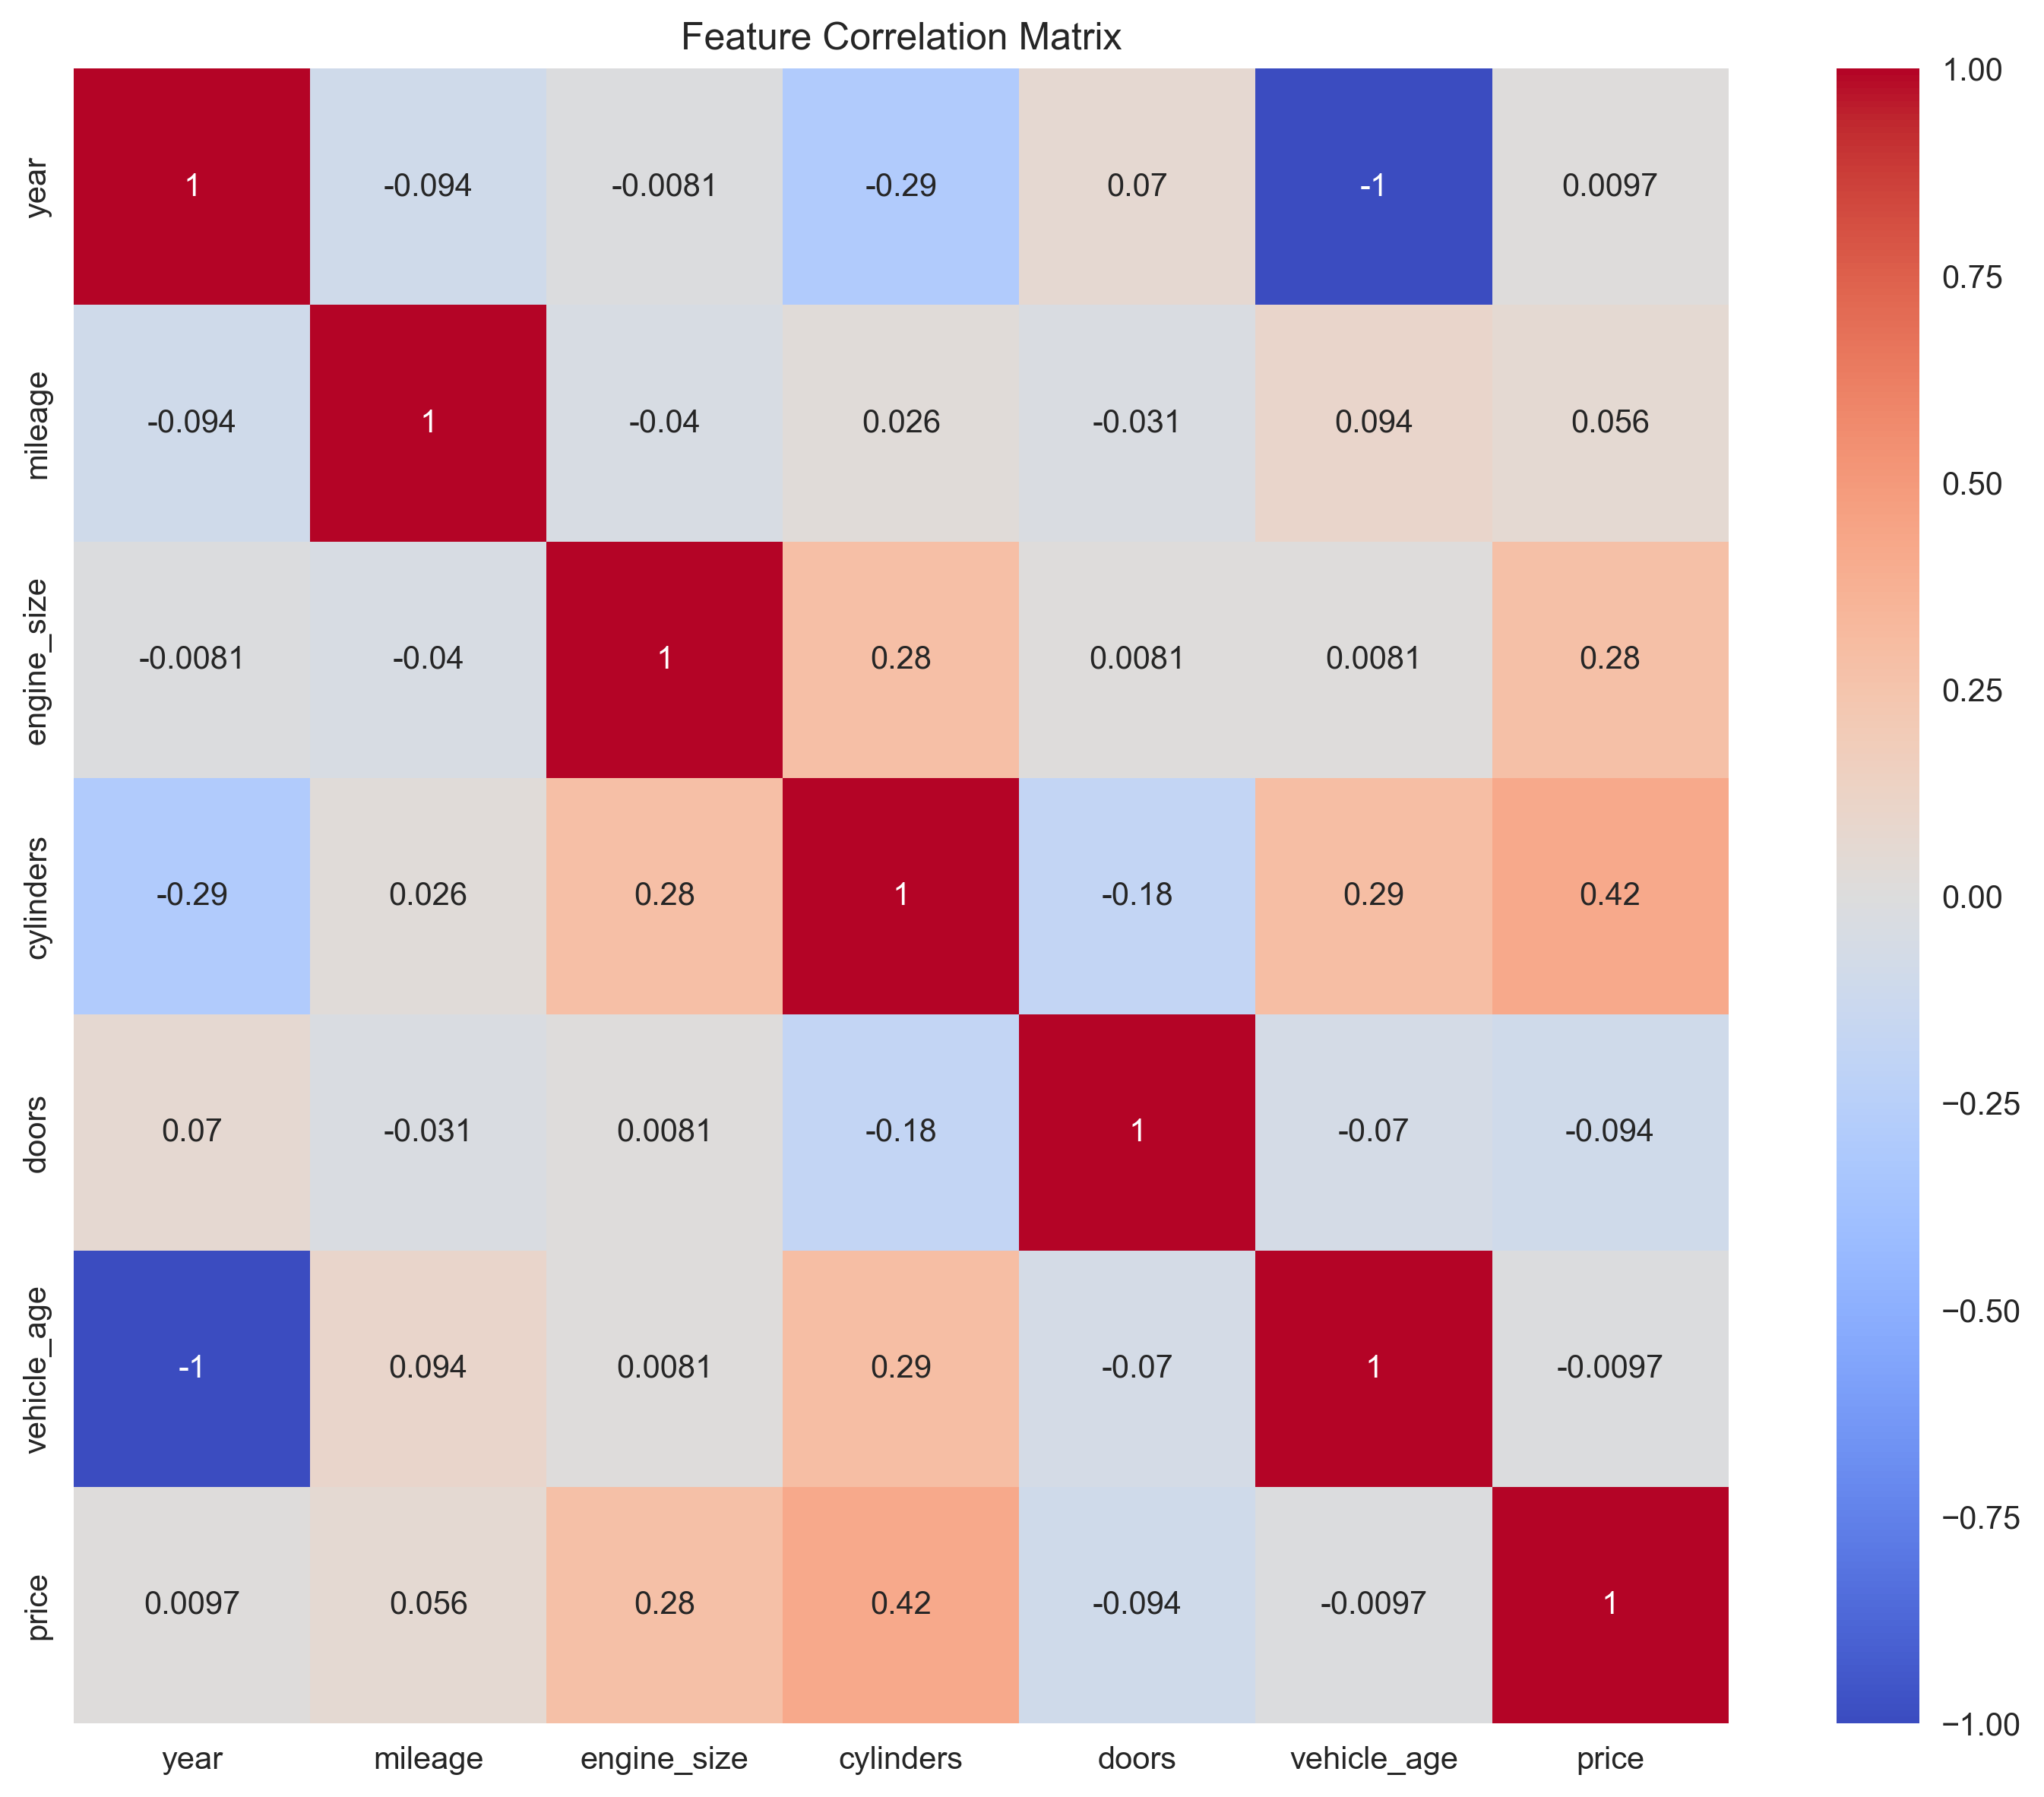 Feature Correlation Matrix
year 1 -0.094 -0.0081 -0.29 0.07 -1 0.0097
mileage -0.094 1 -0.04 0.026 -0.031 0.094 0.056
engine_size -0.0081 -0.04 1 0.28 0.0081 0.0081 0.28
cylinders -0.29 0.026 0.28 1 -0.18 0.29 0.42
doors 0.07 -0.031 0.0081 -0.18 1 -0.07 -0.094
vehicle_age -1 0.094 0.0081 0.29 -0.07 1 -0.0097
price 0.0097 0.056 0.28 0.42 -0.094 -0.0097 1
year mileage engine_size cylinders doors vehicle_age price
1.00
0.75
0.50
0.25
0.00
−0.25
−0.50
−0.75
−1.00